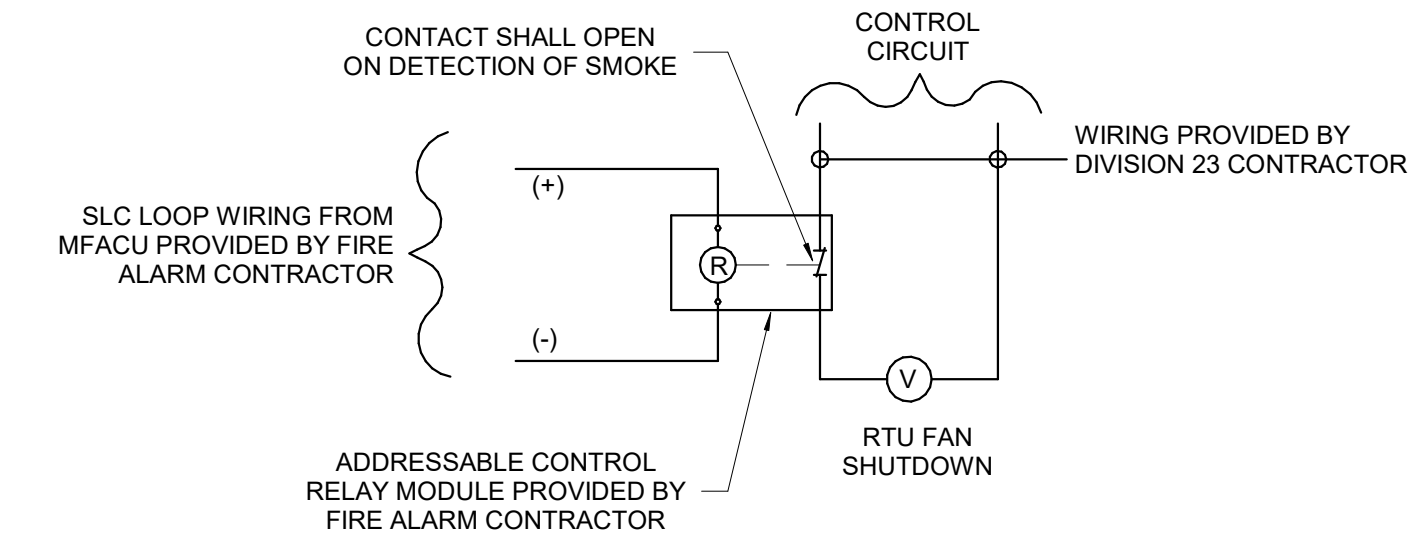 CONTACT SHALL OPEN
ON DETECTION OF SMOKE
CONTROL
CIRCUIT
WIRING PROVIDED BY
DIVISION 23 CONTRACTOR
SLC LOOP WIRING FROM
MFACU PROVIDED BY FIRE
ALARM CONTRACTOR
(+)
R
(-)
V
RTU FAN
SHUTDOWN
ADDRESSABLE CONTROL
RELAY MODULE PROVIDED BY
FIRE ALARM CONTRACTOR